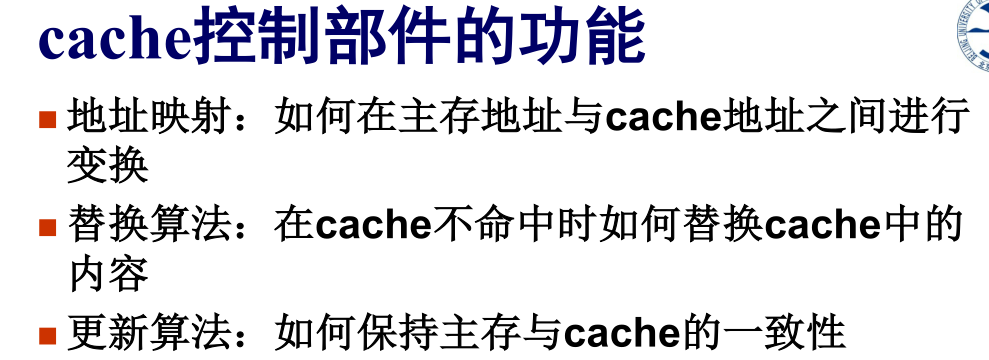 cache控制部件的功能
地址映射：如何在主存地址与cache地址之间进行
变换
替换算法：在cache不命中时如何替换cache中的
内容
更新算法：如何保持主存与cache的一致性